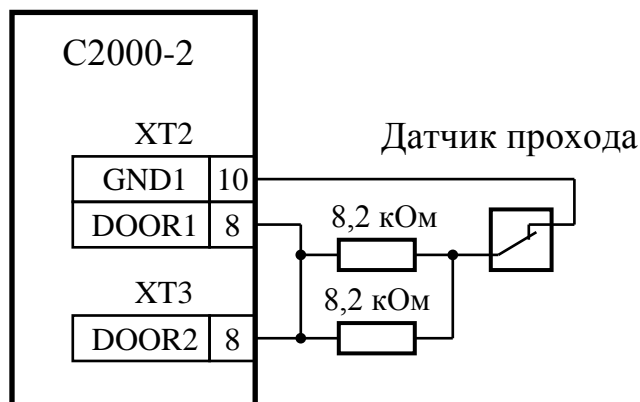 С2000-2
XT2
Датчик прохода
GND1 10
8,2 кОм
DOOR1 8
XT3
8,2 кОм
DOOR2 8